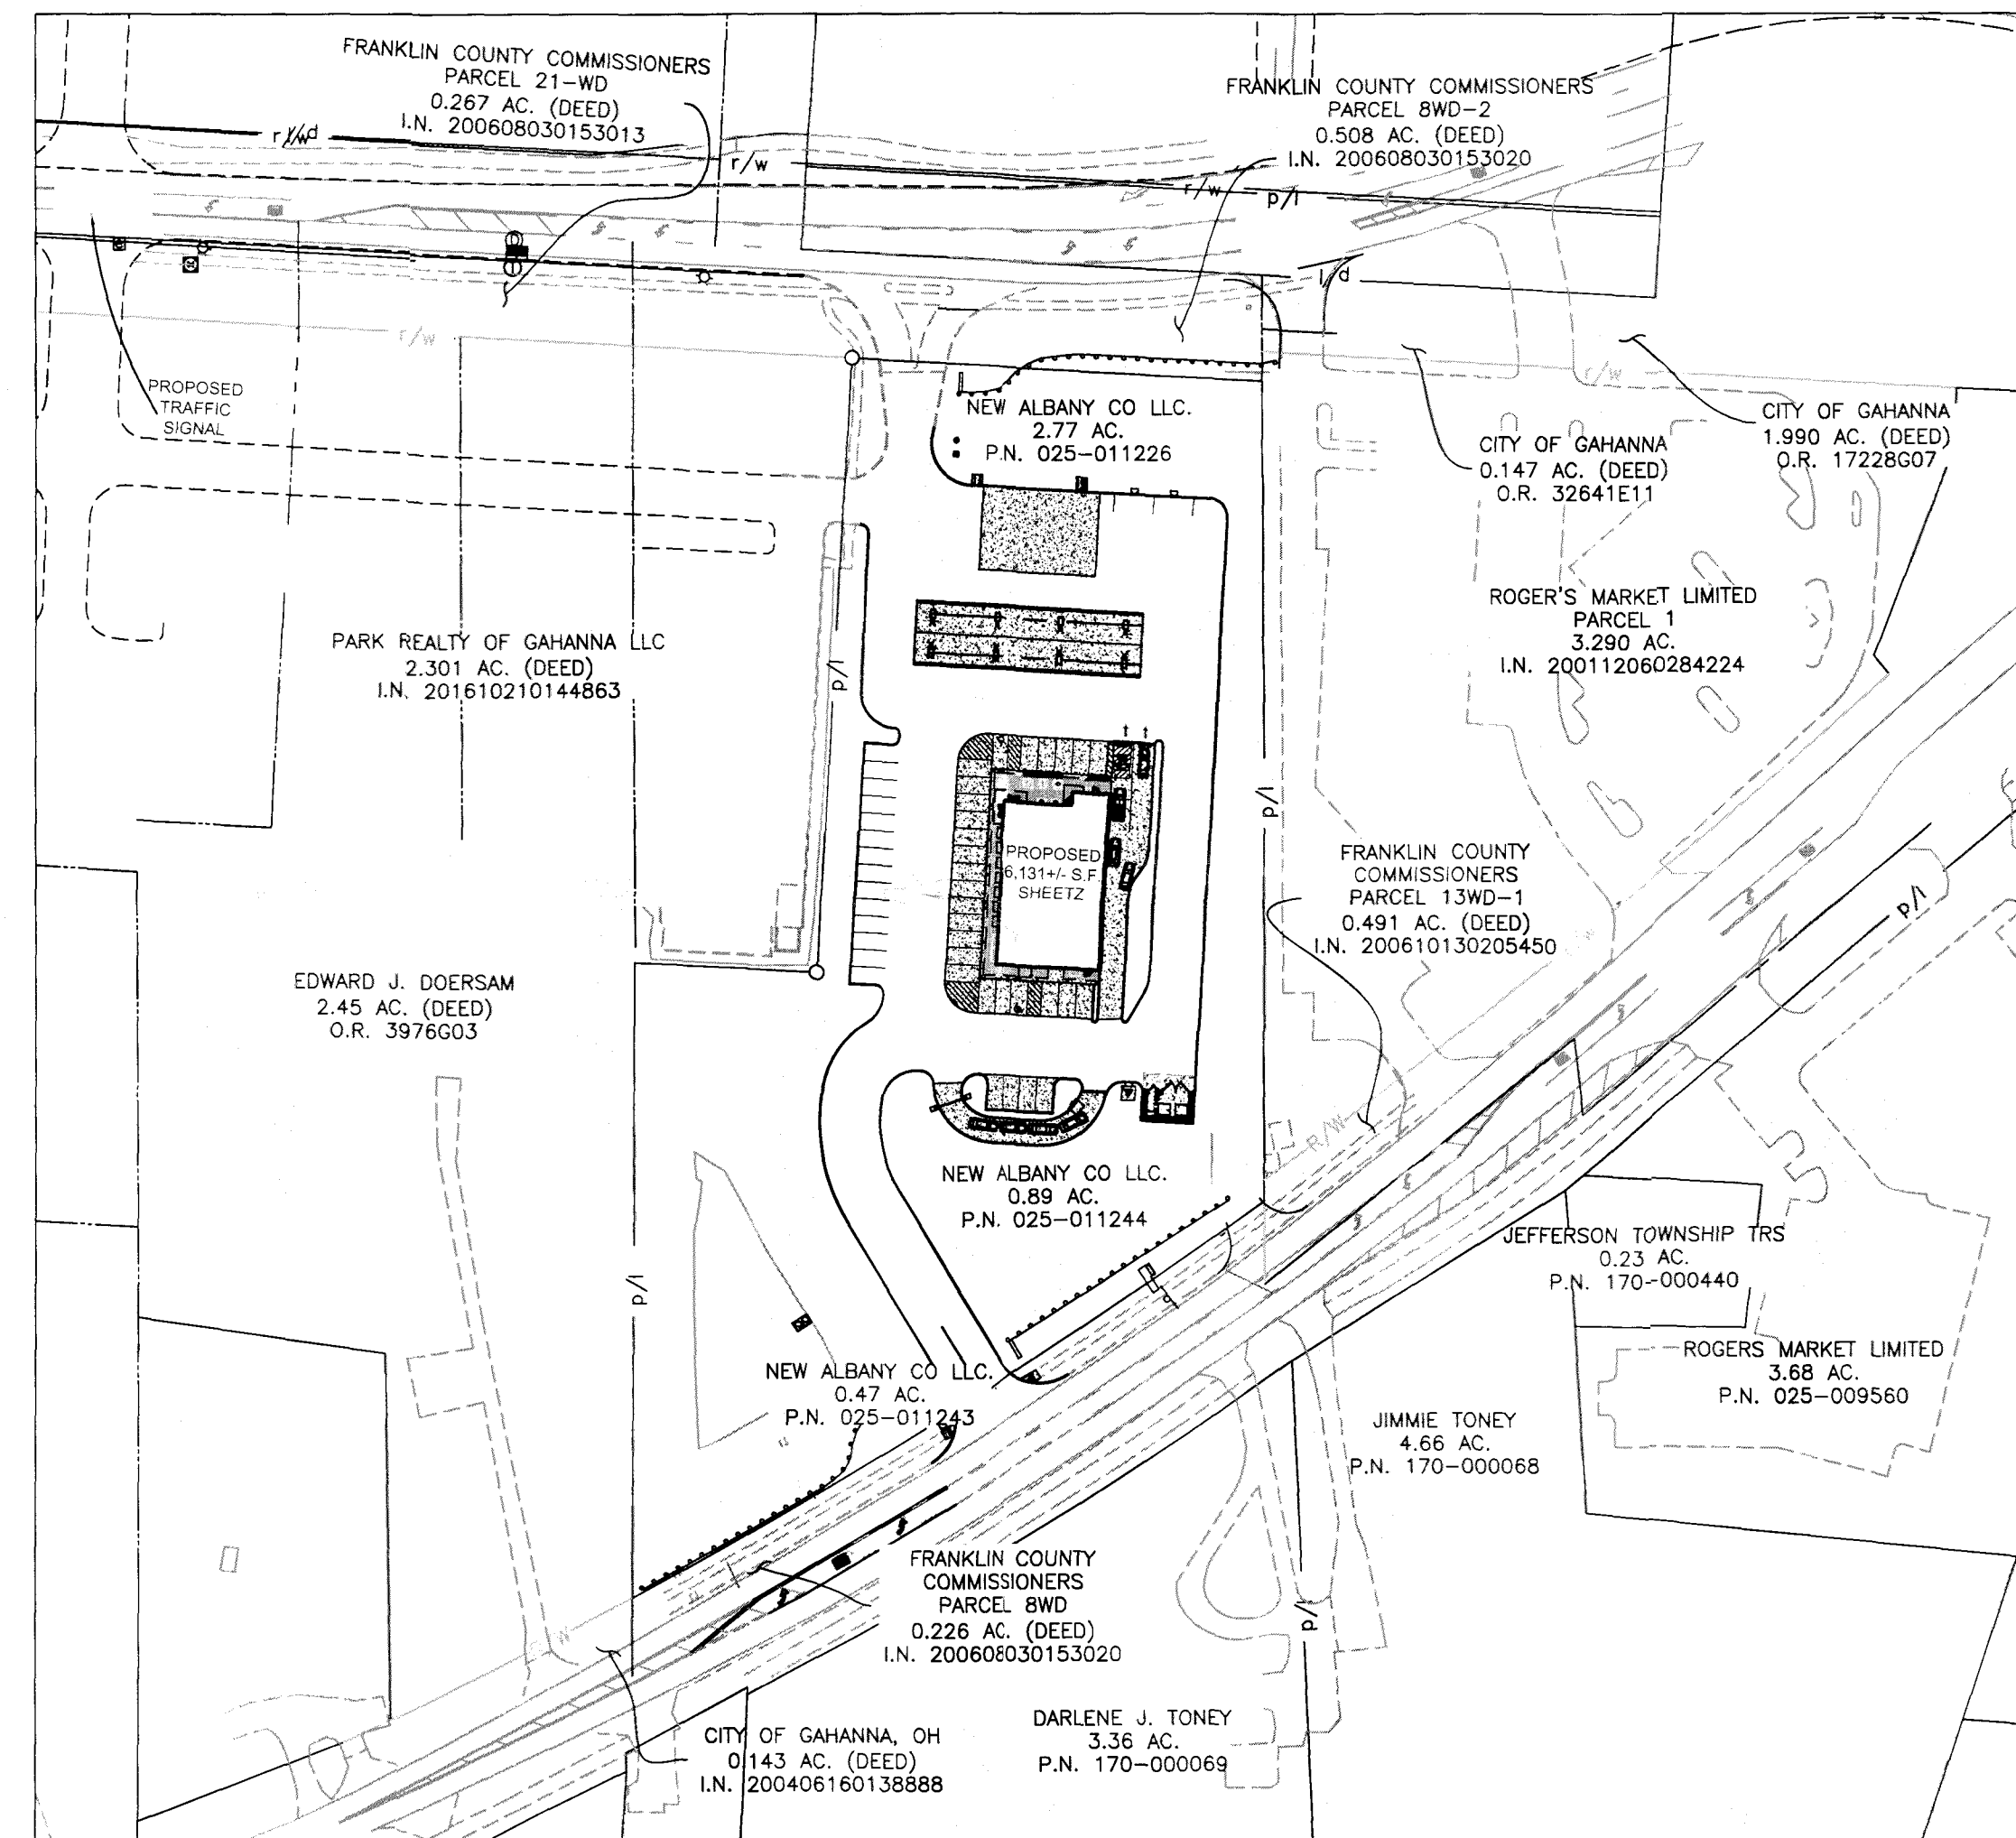 FRANKLIN COUNTY COMMISSIONERS
PARCEL 21-WD
0.267 AC. (DEED)
I.N. 200608030153013
FRANKLIN COUNTY COMMISSIONERS
PARCEL 8WD-2
0.508 AC. (DEED)
I.N. 200608030153020
r/w
r/w
p/l
r/w
PROPOSED
TRAFFIC
SIGNAL
NEW ALBANY CO LLC.
2.77 AC.
P.N. 025-011226
r/w
CITY OF GAHANNA
0.147 AC. (DEED)
O.R. 32641E11
CITY OF GAHANNA
1.990 AC. (DEED)
O.R. 17228G07
PARK REALTY OF GAHANNA LLC
2.301 AC. (DEED)
I.N. 201610210144863
p/l
ROGER'S MARKET LIMITED
PARCEL 1
3.290 AC.
I.N. 200112060284224
p/l
PROPOSED
6,131+/- S.F.
SHEETZ
FRANKLIN COUNTY
COMMISSIONERS
PARCEL 13WD-1
0.491 AC. (DEED)
I.N. 200610130205450
p/l
EDWARD J. DOERSAM
2.45 AC. (DEED)
O.R. 3976G03
R/W
NEW ALBANY CO LLC.
0.89 AC.
P.N. 025-011244
p/l
JEFFERSON TOWNSHIP TRS
0.23 AC.
P.N. 170-000440
NEW ALBANY CO LLC.
0.47 AC.
P.N. 025-011243
ROGERS MARKET LIMITED
3.68 AC.
P.N. 025-009560
JIMMIE TONEY
4.66 AC.
P.N. 170-000068
FRANKLIN COUNTY
COMMISSIONERS
PARCEL 8WD
0.226 AC. (DEED)
I.N. 200608030153020
p/l
R/W
CITY OF GAHANNA, OH
0.143 AC. (DEED)
I.N. 200406160138888
DARLENE J. TONEY
3.36 AC.
P.N. 170-000069